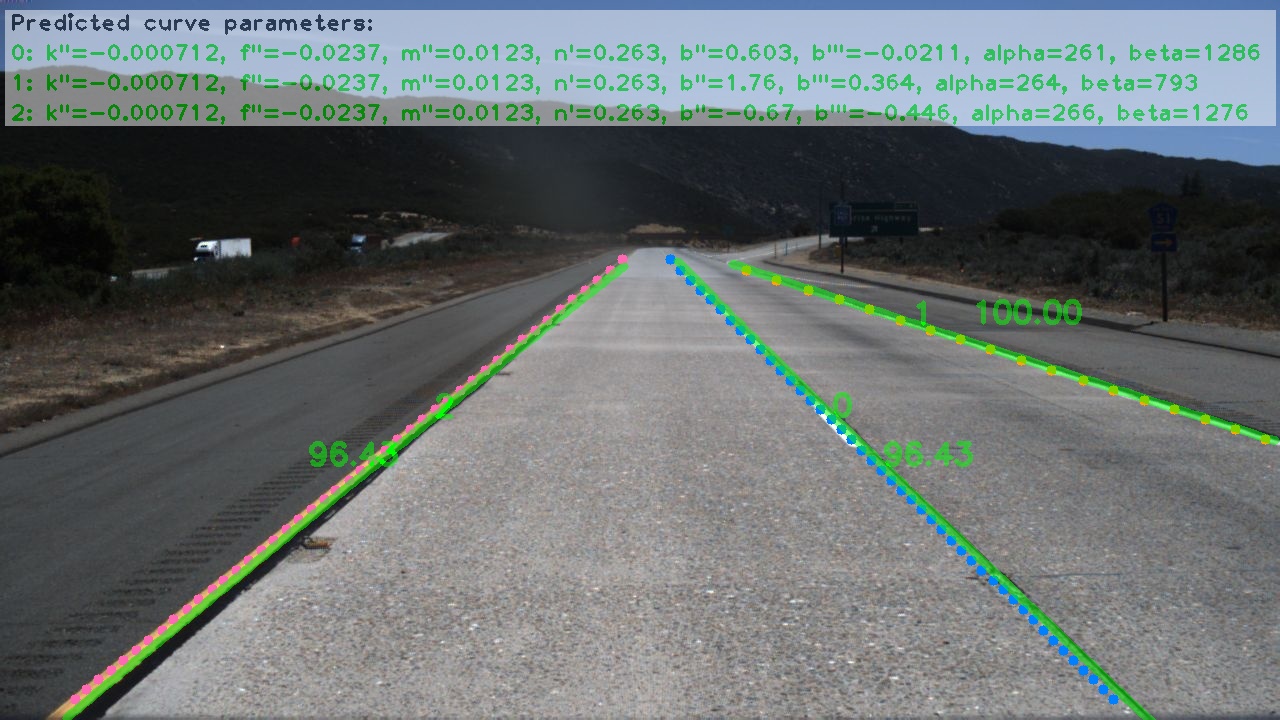 Predicted curve parameters:
0: k''=-0.000712, f''=-0.0237, m''=0.0123, n'=0.263, b''=0.603, b'''=-0.0211, alpha=261, beta=1286
1: k''=-0.000712, f''=-0.0237, m''=0.0123, n'=0.263, b''=1.76, b'''=0.364, alpha=264, beta=793
2: k''=-0.000712, f''=-0.0237, m''=0.0123, n'=0.263, b''=-0.67, b'''=-0.446, alpha=266, beta=1276
Highway
51
1 100.00
2 0
96.43 96.43